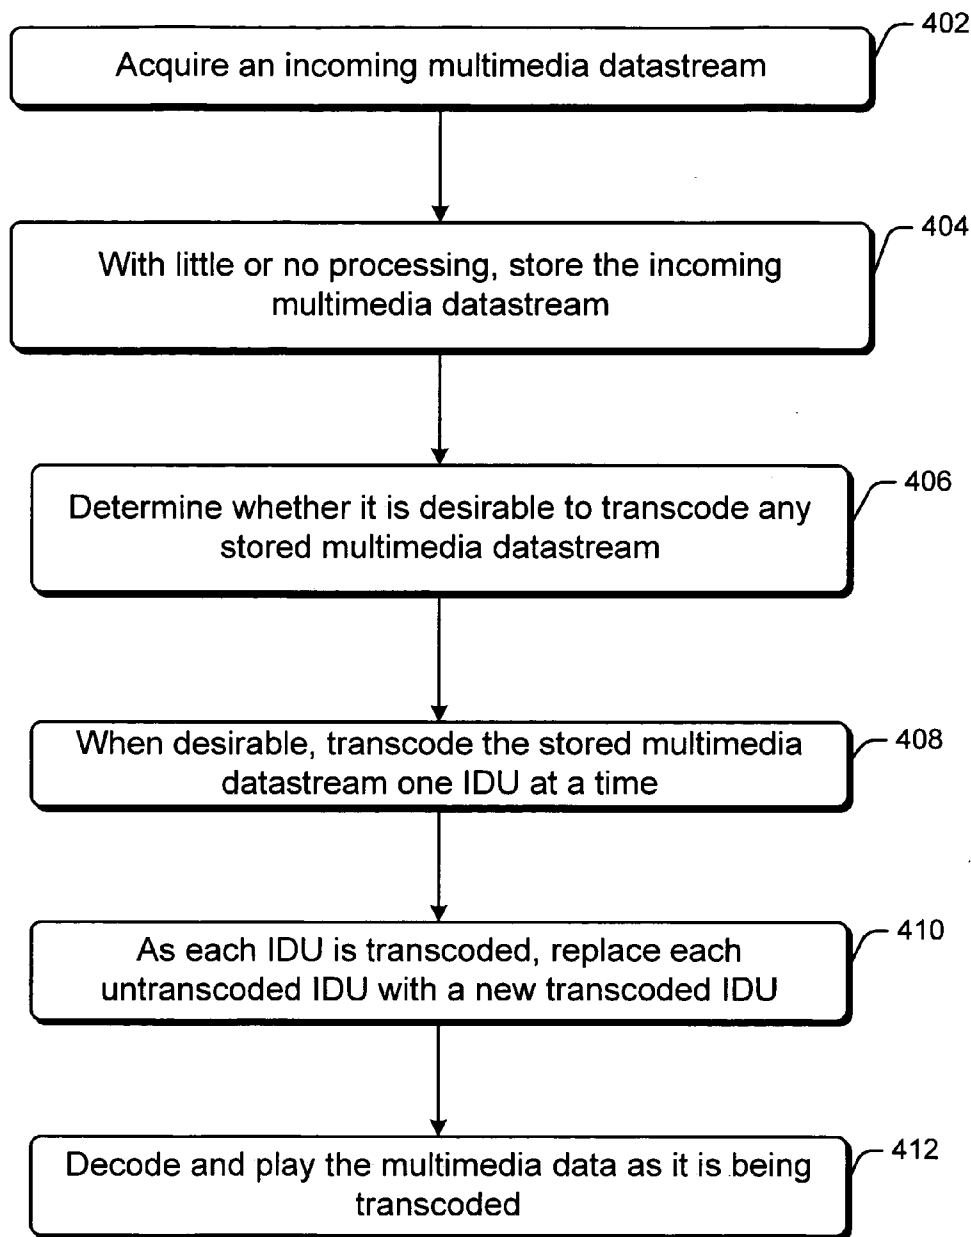 402
Acquire an incoming multimedia datastream
404
With little or no processing, store the incoming
multimedia datastream
406
Determine whether it is desirable to transcode any
stored multimedia datastream
408
When desirable, transcode the stored multimedia
datastream one IDU at a time
410
As each IDU is transcoded, replace each
untranscoded IDU with a new transcoded IDU
412
Decode and play the multimedia data as it is being
transcoded